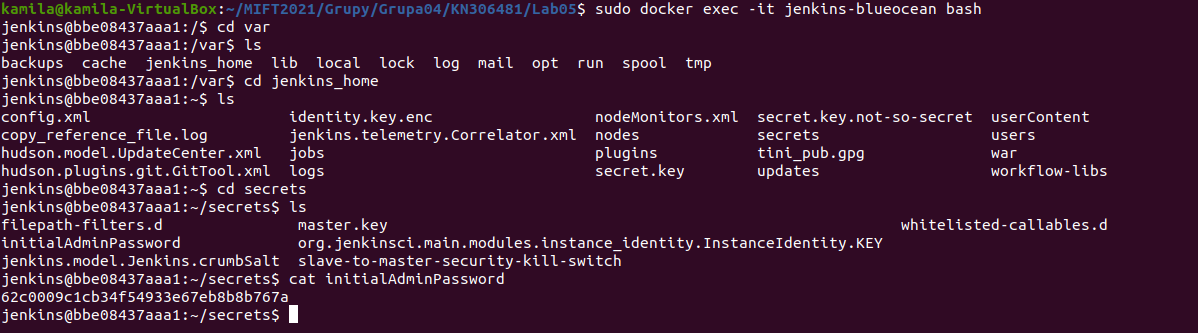 kamila@kamila-VirtualBox:~/MIFT2021/Grupy/Grupa04/KN306481/Lab05$ sudo docker exec -it jenkins-blueocean bash
jenkins@bbe08437aaa1:/$ cd var
jenkins@bbe08437aaa1:/var$ ls
backups  cache  jenkins_home  lib  local  lock  log  mail  opt  run  spool  tmp
jenkins@bbe08437aaa1:/var$ cd jenkins_home
jenkins@bbe08437aaa1:~$ ls
config.xml                      identity.key.enc                  nodeMonitors.xml  secret.key.not-so-secret  userContent
copy_reference_file.log         jenkins.telemetry.Correlator.xml  nodes             secrets                   users
hudson.model.UpdateCenter.xml   jobs                              plugins           tini_pub.gpg              war
hudson.plugins.git.GitTool.xml  logs                              secret.key        updates                   workflow-libs
jenkins@bbe08437aaa1:~$ cd secrets
jenkins@bbe08437aaa1:~/secrets$ ls
filepath-filters.d               master.key                                                        whitelisted-callables.d
initialAdminPassword             org.jenkinsci.main.modules.instance_identity.InstanceIdentity.KEY
jenkins.model.Jenkins.crumbSalt  slave-to-master-security-kill-switch
jenkins@bbe08437aaa1:~/secrets$ cat initialAdminPassword
62c0009c1cb34f54933e67eb8b8b767a
jenkins@bbe08437aaa1:~/secrets$